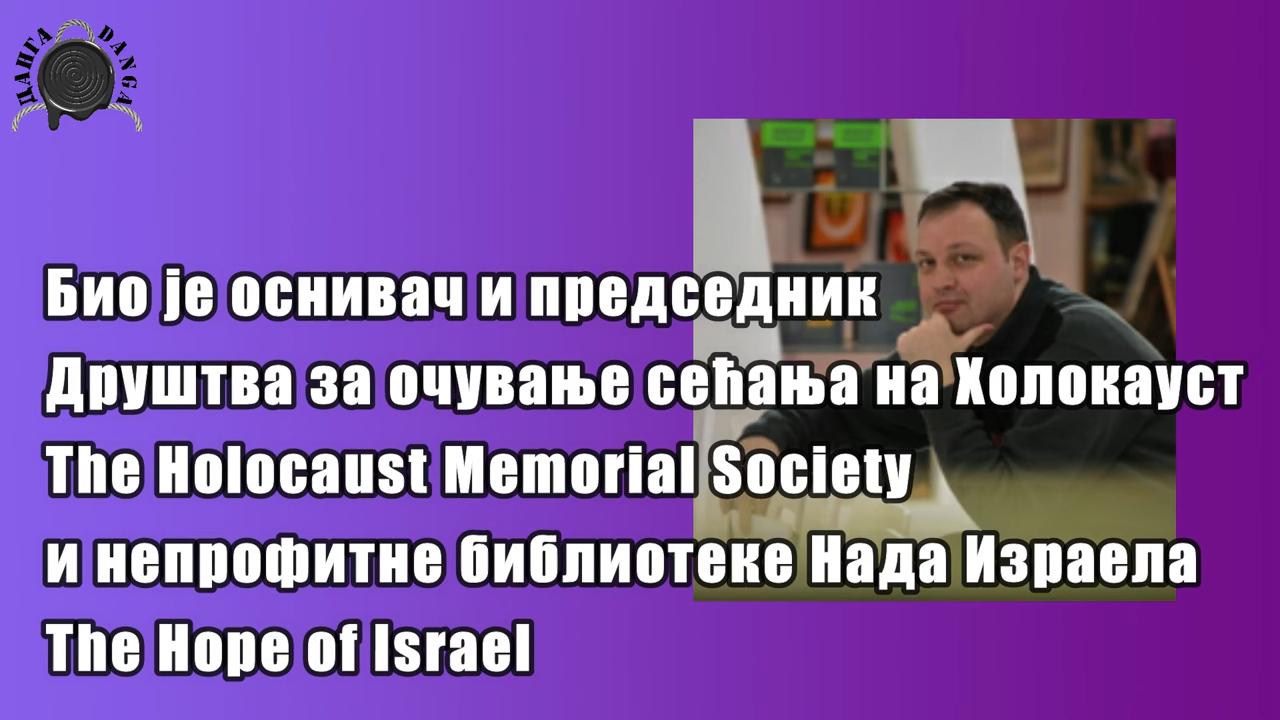 ЦАНГА DANGA
Био је оснивач и председник
Друштва за очување сећања на Холокауст
The Holocaust Memorial Society
и непрофитне библиотеке Нада Израела
The Hope of Israel